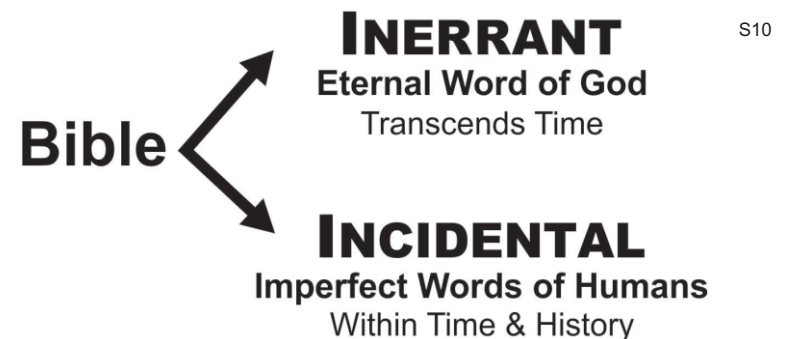 S10
INERRANT
Eternal Word of God
Transcends Time
Bible
INCIDENTAL
Imperfect Words of Humans
Within Time & History